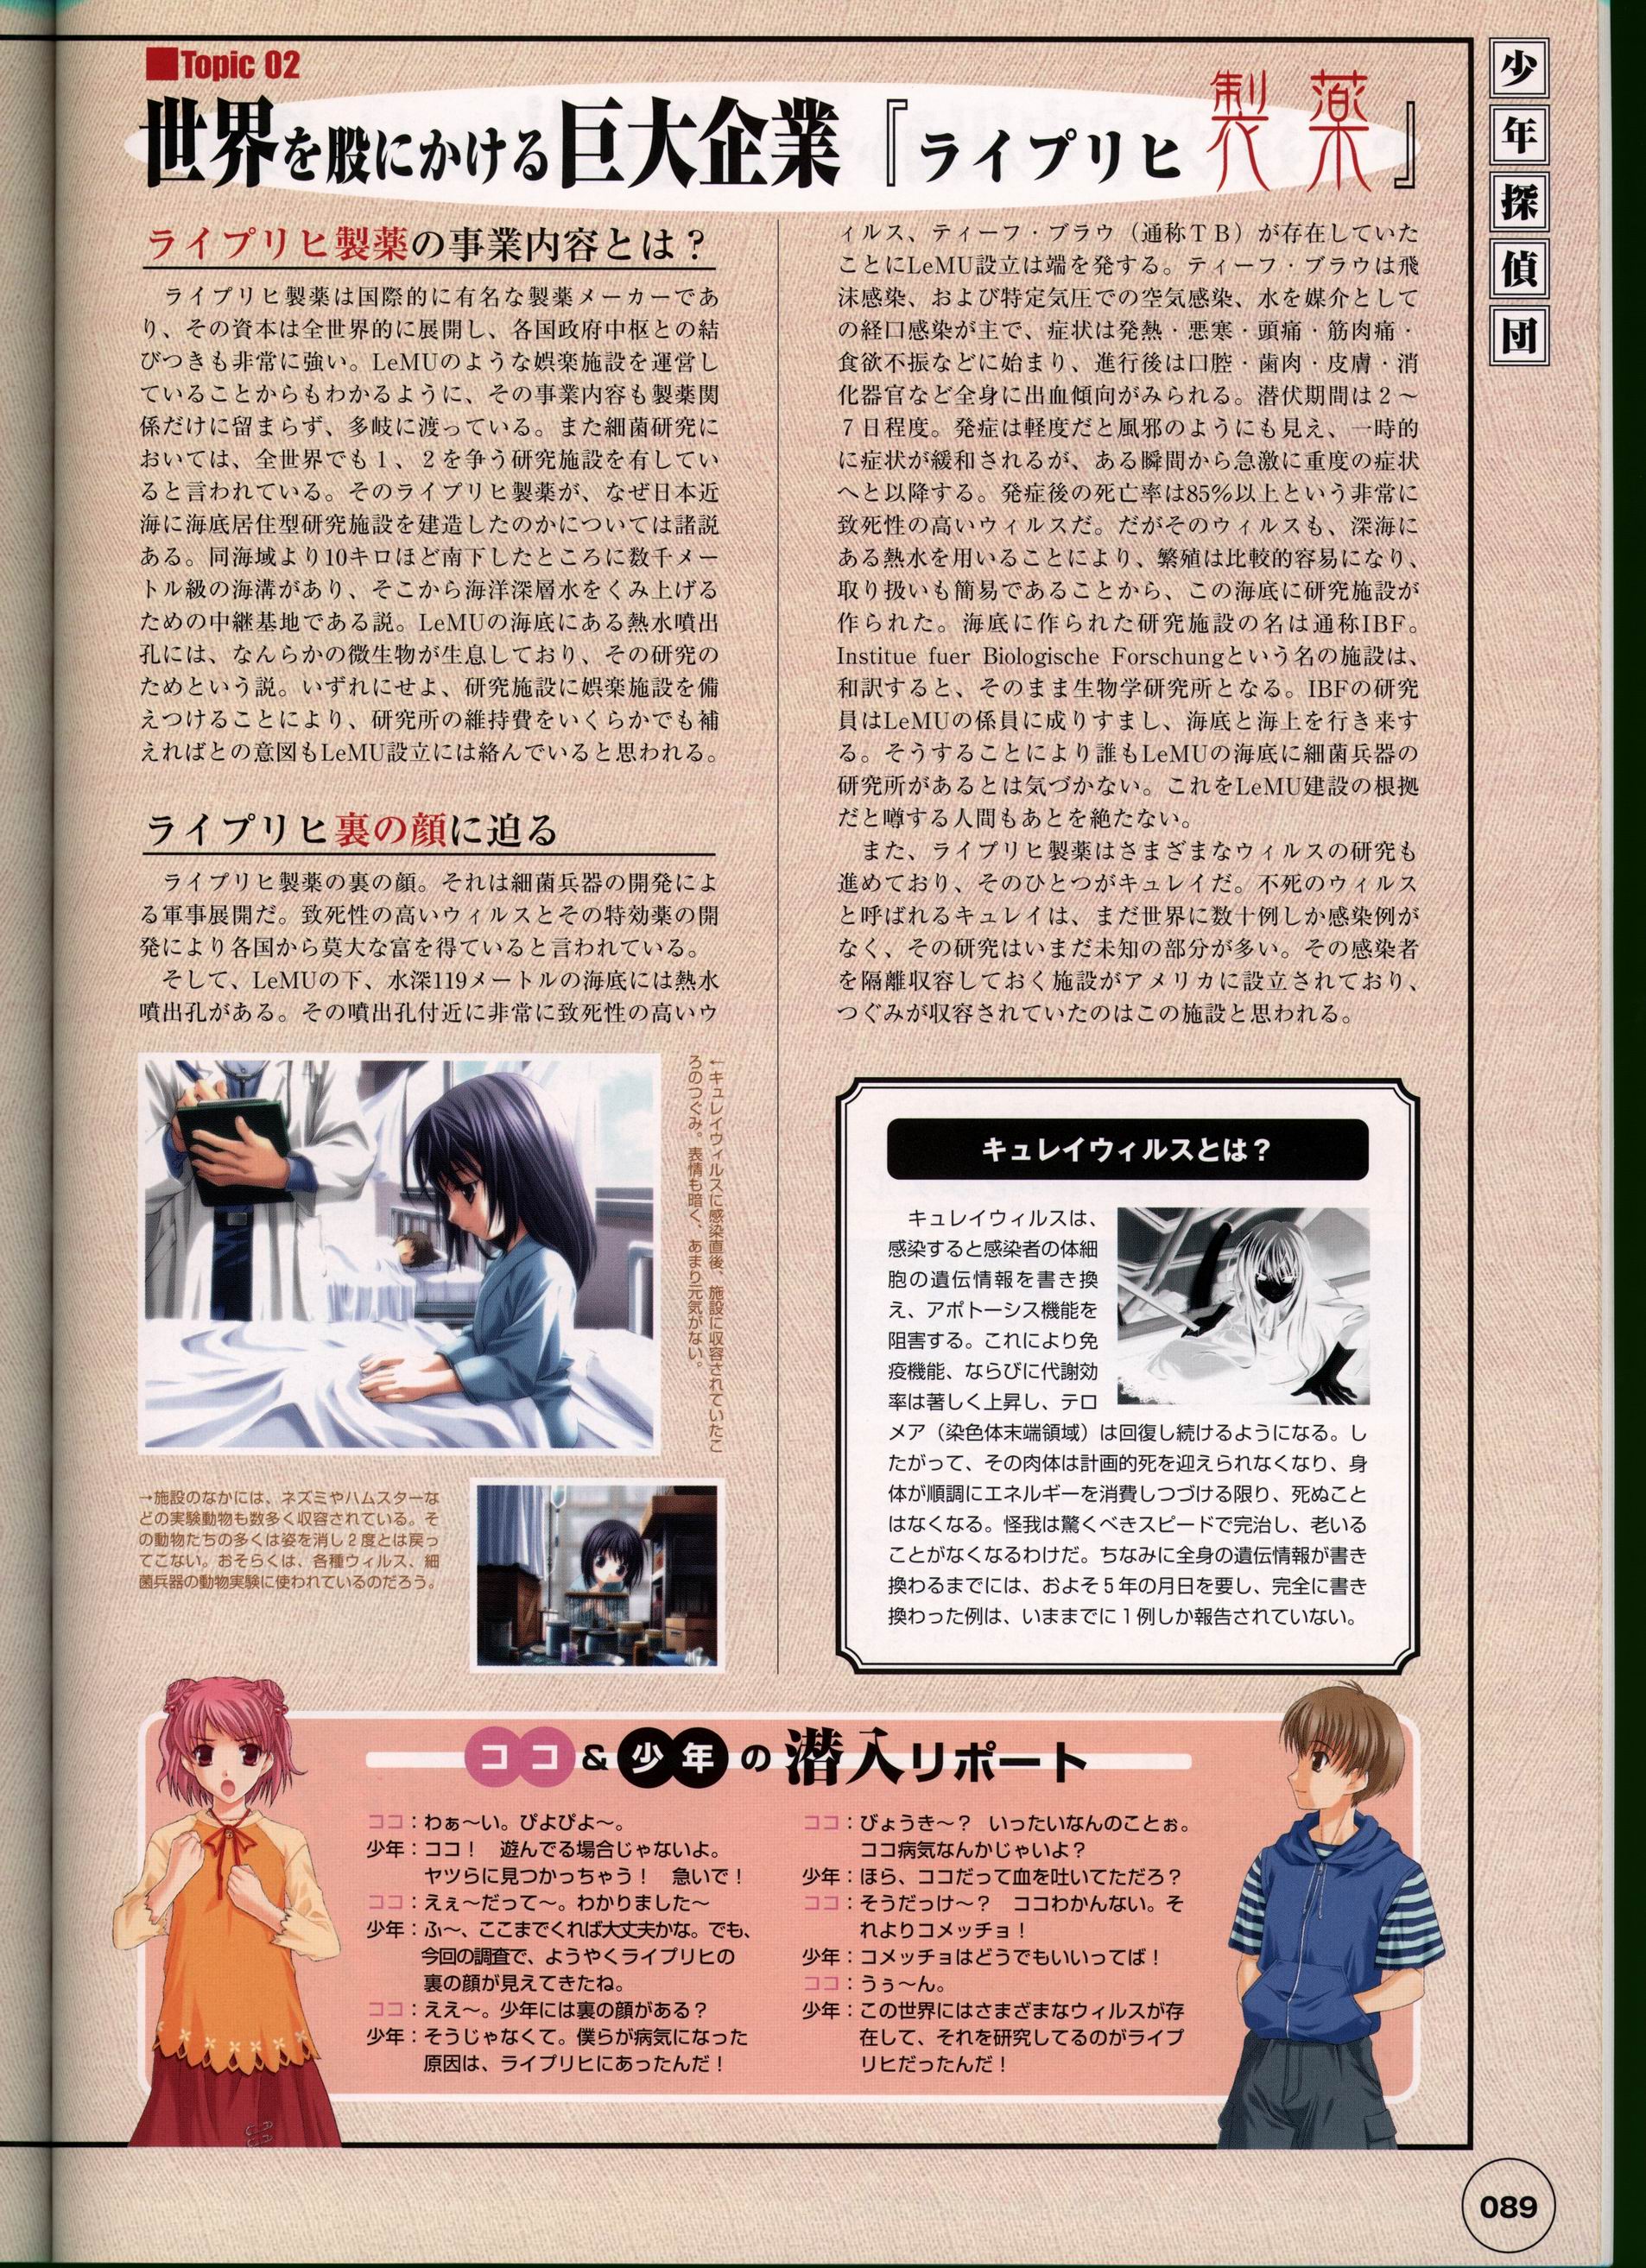 少年探偵団
■Topic 02
世界を股にかける巨大企業『ライプリヒ製薬』
ライプリヒ製薬の事業内容とは？
　ライプリヒ製薬は国際的に有名な製薬メーカーであ
り、その資本は全世界的に展開し、各国政府中枢との結
びつきも非常に強い。LeMUのような娯楽施設を運営し
ていることからもわかるように、その事業内容も製薬関
係だけに留まらず、多岐に渡っている。また細菌研究に
おいては、全世界でも１、２を争う研究施設を有してい
ると言われている。そのライプリヒ製薬が、なぜ日本近
海に海底居住型研究施設を建造したのかについては諸説
ある。同海域より10キロほど南下したところに数千メー
トル級の海溝があり、そこから海洋深層水をくみ上げる
ための中継基地である説。LeMUの海底にある熱水噴出
孔には、なんらかの微生物が生息しており、その研究の
ためという説。いずれにせよ、研究施設に娯楽施設を備
えつけることにより、研究所の維持費をいくらかでも補
えればとの意図もLeMU設立には絡んでいると思われる。
ライプリヒ裏の顔に迫る
　ライプリヒ製薬の裏の顔。それは細菌兵器の開発によ
る軍事展開だ。致死性の高いウィルスとその特効薬の開
発により各国から莫大な富を得ていると言われている。
　そして、LeMUの下、水深119メートルの海底には熱水
噴出孔がある。その噴出孔付近に非常に致死性の高いウ
ィルス、ティーフ・ブラウ（通称ＴＢ）が存在していた
ことにLeMU設立は端を発する。ティーフ・ブラウは飛
沫感染、および特定気圧での空気感染、水を媒介として
の経口感染が主で、症状は発熱・悪寒・頭痛・筋肉痛・
食欲不振などに始まり、進行後は口腔・歯肉・皮膚・消
化器官など全身に出血傾向がみられる。潜伏期間は２～
７日程度。発症は軽度だと風邪のようにも見え、一時的
に症状が緩和されるが、ある瞬間から急激に重度の症状
へと以降する。発症後の死亡率は85％以上という非常に
致死性の高いウィルスだ。だがそのウィルスも、深海に
ある熱水を用いることにより、繁殖は比較的容易になり、
取り扱いも簡易であることから、この海底に研究施設が
作られた。海底に作られた研究施設の名は通称IBF。
Institue fuer Biologische Forschungという名の施設は、
和訳すると、そのまま生物学研究所となる。IBFの研究
員はLeMUの係員に成りすまし、海底と海上を行き来す
る。そうすることにより誰もLeMUの海底に細菌兵器の
研究所があるとは気づかない。これをLeMU建設の根拠
だと噂する人間もあとを絶たない。
　また、ライプリヒ製薬はさまざまなウィルスの研究も
進めており、そのひとつがキュレイだ。不死のウィルス
と呼ばれるキュレイは、まだ世界に数十例しか感染例が
なく、その研究はいまだ未知の部分が多い。その感染者
を隔離収容しておく施設がアメリカに設立されており、
つぐみが収容されていたのはこの施設と思われる。
←キュレイウィルスに感染直後、施設に収容されていたこ
ろのつぐみ。表情も暗く、あまり元気がない。
→施設のなかには、ネズミやハムスターな
どの実験動物も数多く収容されている。そ
の動物たちの多くは姿を消し２度とは戻っ
てこない。おそらくは、各種ウィルス、細
菌兵器の動物実験に使われているのだろう。
キュレイウィルスとは？
　キュレイウィルスは、
感染すると感染者の体細
胞の遺伝情報を書き換
え、アポトーシス機能を
阻害する。これにより免
疫機能、ならびに代謝効
率は著しく上昇し、テロ
メア（染色体末端領域）は回復し続けるようになる。し
たがって、その肉体は計画的死を迎えられなくなり、身
体が順調にエネルギーを消費しつづける限り、死ぬこと
はなくなる。怪我は驚くべきスピードで完治し、老いる
ことがなくなるわけだ。ちなみに全身の遺伝情報が書き
換わるまでには、およそ５年の月日を要し、完全に書き
換わった例は、いままでに１例しか報告されていない。
ココ＆少年の潜入リポート
ココ：わぁ～い。ぴよぴよ～。
少年：ココ！　遊んでる場合じゃないよ。
ヤツらに見つかっちゃう！　急いで！
ココ：えぇ～だって～。わかりました～
少年：ふ～、ここまでくれば大丈夫かな。でも、
今回の調査で、ようやくライプリヒの
裏の顔が見えてきたね。
ココ：ええ～。少年には裏の顔がある？
少年：そうじゃなくて。僕らが病気になった
原因は、ライプリヒにあったんだ！
ココ：びょうき～？　いったいなんのことぉ。
ココ病気なんかじゃいよ？
少年：ほら、ココだって血を吐いてただろ？
ココ：そうだっけ～？　ココわかんない。そ
れよりコメッチョ！
少年：コメッチョはどうでもいいってば！
ココ：うぅ～ん。
少年：この世界にはさまざまなウィルスが存
在して、それを研究してるのがライプ
リヒだったんだ！
089